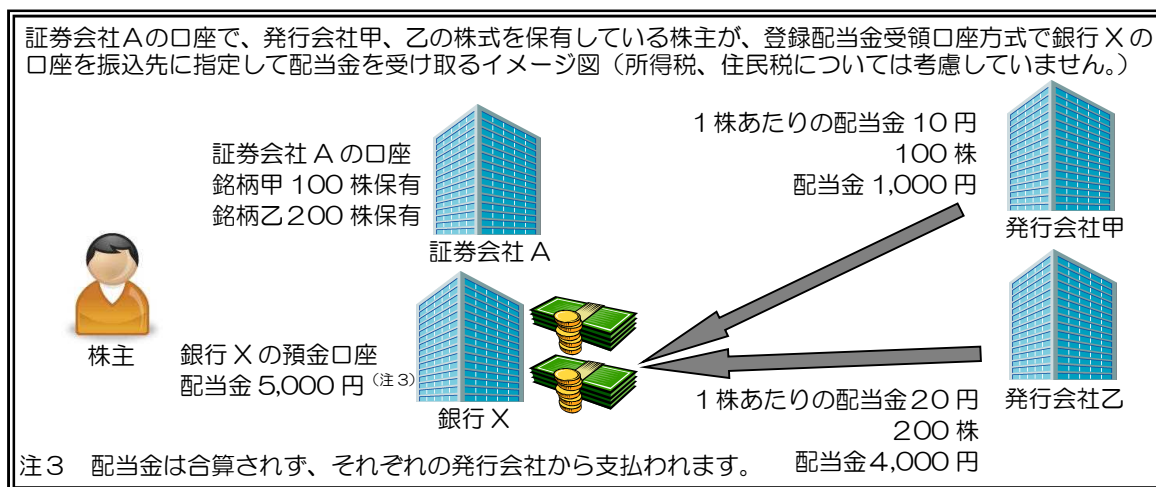 証券会社Aの口座で、発行会社甲、乙の株式を保有している株主が、登録配当金受領口座方式で銀行Xの
口座を振込先に指定して配当金を受け取るイメージ図（所得税、住民税については考慮していません。）
証券会社Aの口座
銘柄甲100株保有
銘柄乙200株保有
証券会社A
1株あたりの配当金10円
100株
配当金1,000円
発行会社甲
株主
銀行Xの預金口座
配当金5,000円（注3）
銀行X
1株あたりの配当金20円
200株
配当金4,000円
発行会社乙
注3　配当金は合算されず、それぞれの発行会社から支払われます。